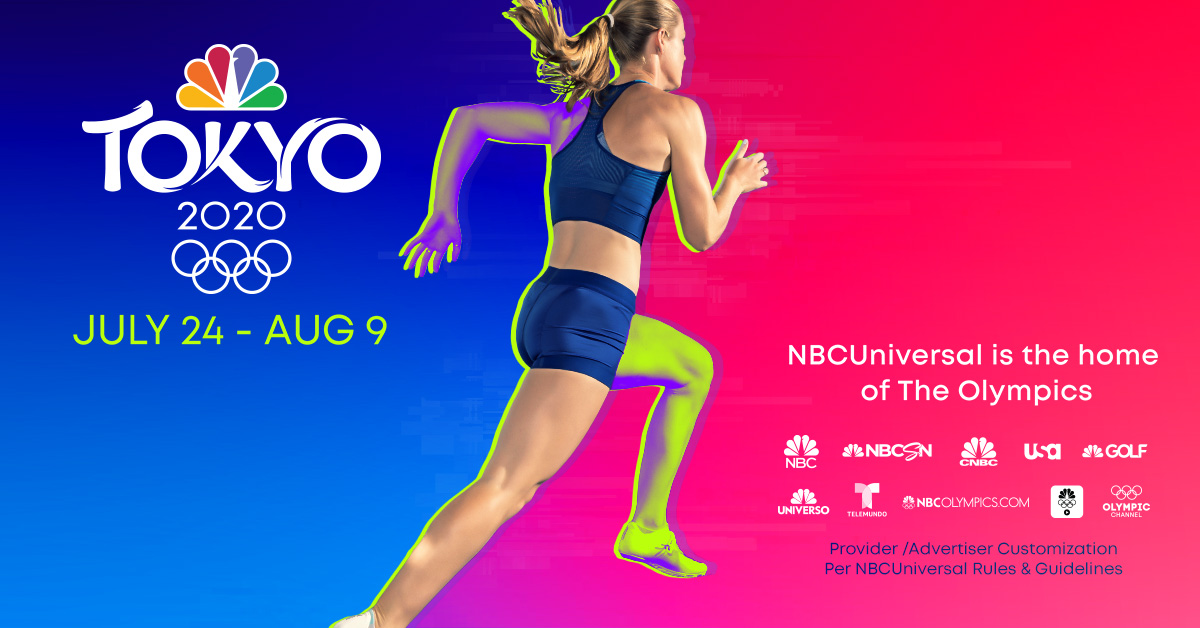 TOKYO
2020
JULY 24 - AUG 9
NBCUniversal is the home
of The Olympics
NBC NBCSN CNBC usa GOLF
UNIVERSO TELEMUNDO NBCOLYMPICS.COM OLYMPIC
CHANNEL
Provider /Advertiser Customization
Per NBCUniversal Rules & Guidelines